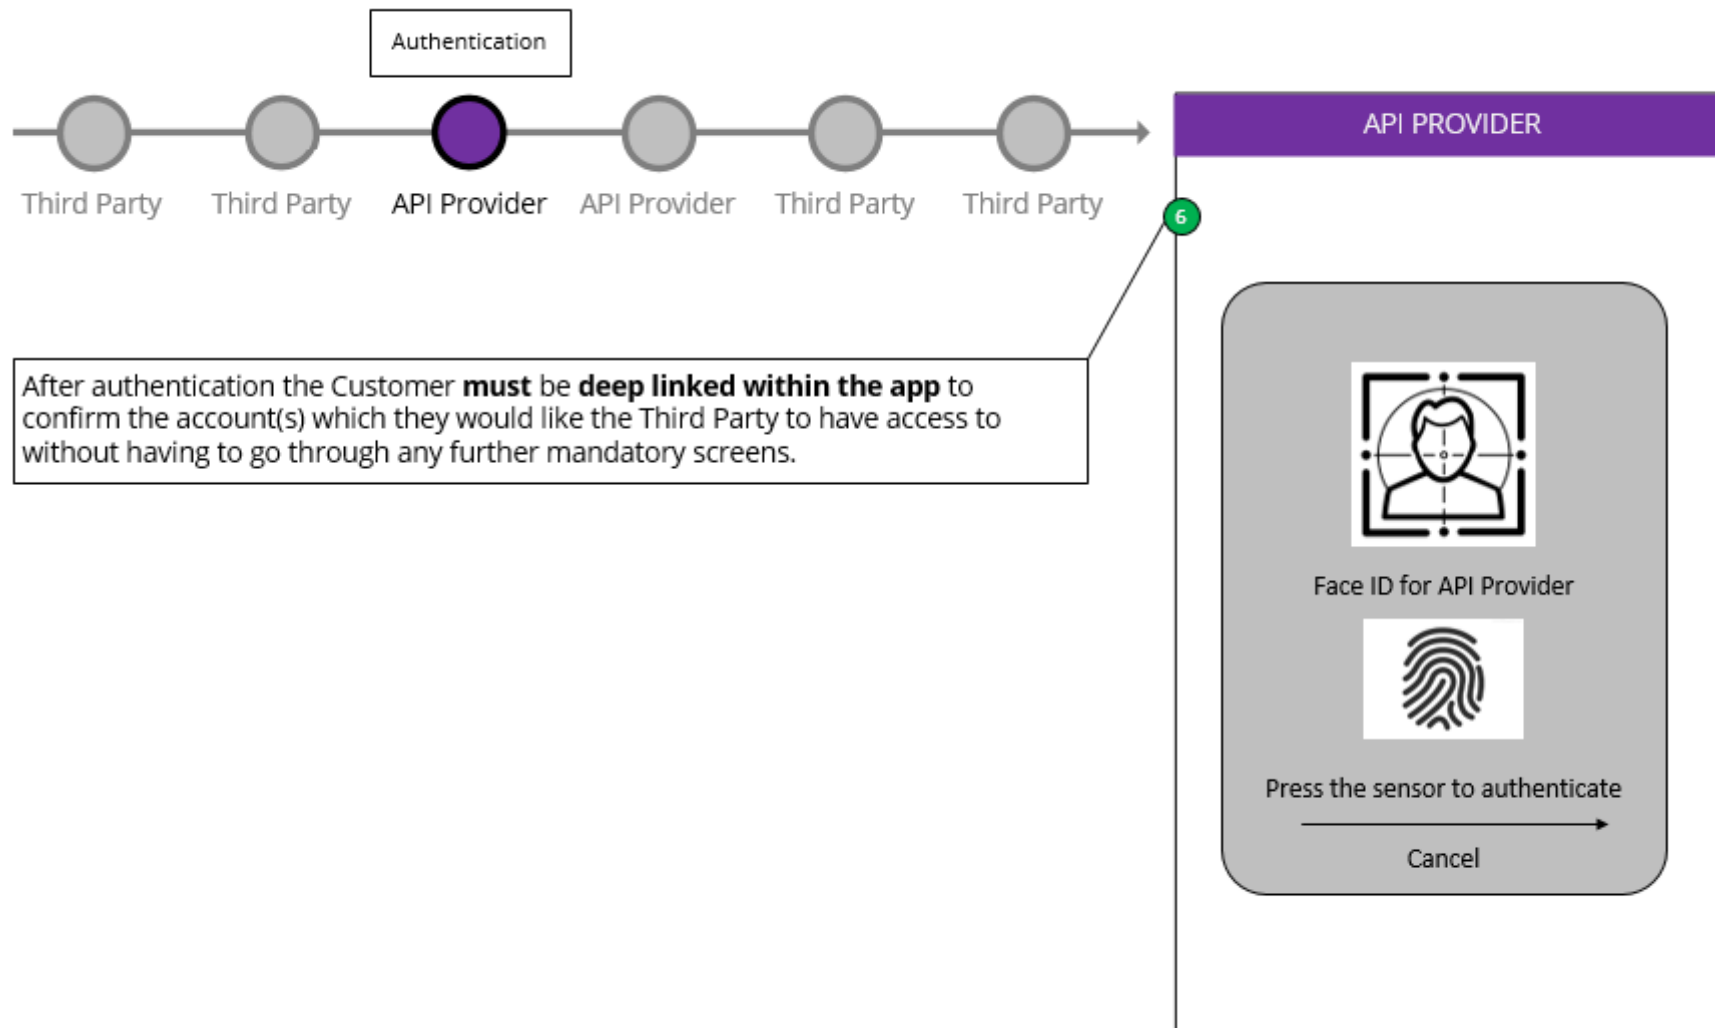 Authentication
API PROVIDER
Third Party
Third Party
API Provider
API Provider
Third Party
Third Party
6
After authentication the Customer must be deep linked within the app to
confirm the account(s) which they would like the Third Party to have access to
without having to go through any further mandatory screens.
Face ID for API Provider
Press the sensor to authenticate
Cancel